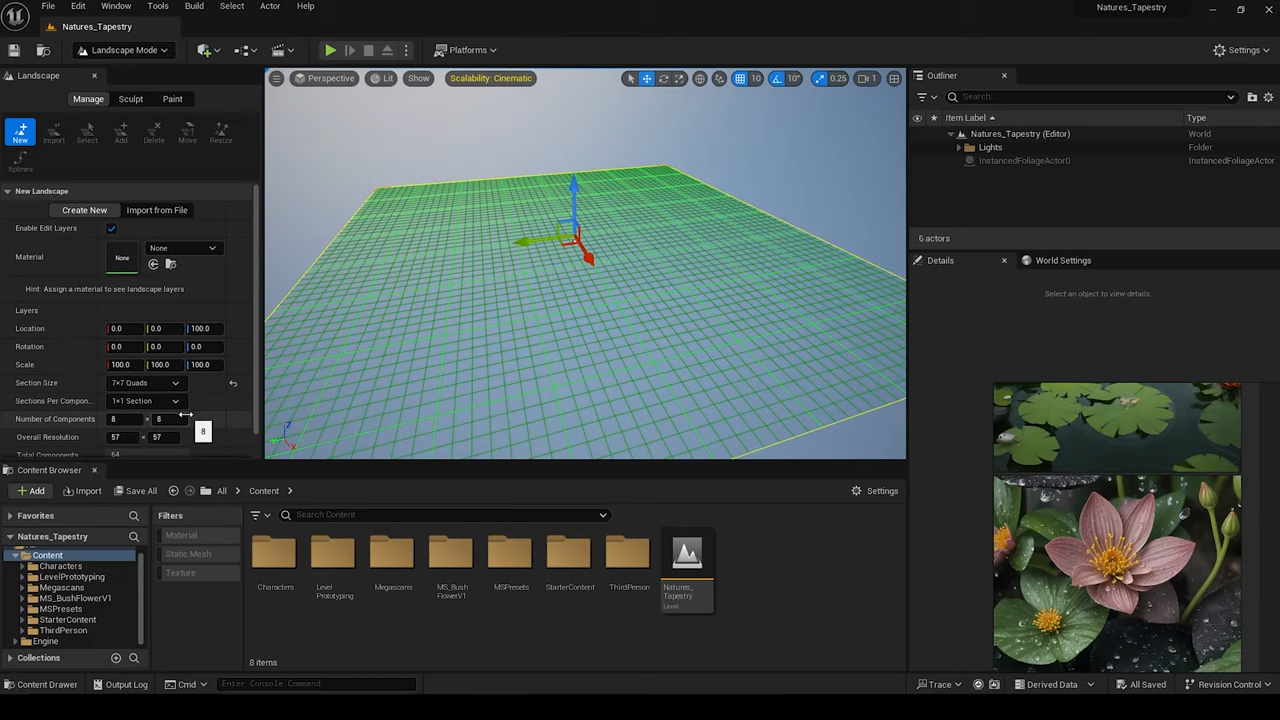 File Edit Window Tools Build Select Actor Help
Natures_Tapestry
Natures_Tapestry
Landscape Mode
Platforms
Settings
Landscape
Manage Sculpt Paint
New Import Select Add Delete Move Resize
Splines
New Landscape
Create New Import from File
Enable Edit Layers
Material
None
None
Hint: Assign a material to see landscape layers
Layers
Location 0.0 0.0 100.0
Rotation 0.0 0.0 0.0
Scale 100.0 100.0 100.0
Section Size 7×7 Quads
Sections Per Compon... 1×1 Section
Number of Components 8 × 8
8
Overall Resolution 57 × 57
Total Components 64
Perspective Lit Show Scalability: Cinematic
10 10° 0.25 1
Z
X
Outliner
Search...
Item Label Type
Natures_Tapestry (Editor) World
Lights Folder
InstancedFoliageActor0 InstancedFoliageActor
6 actors
Details World Settings
Select an object to view details.
Content Browser
Add Import Save All All Content Settings
Favorites
Natures_Tapestry
Content
Characters
LevelPrototyping
Megascans
MS_BushFlowerV1
MSPresets
StarterContent
ThirdPerson
Engine
Collections
Filters
Material
Static Mesh
Texture
Search Content
Characters
Level
Prototyping
Megascans
MS_Bush
FlowerV1
MSPresets
StarterContent
ThirdPerson
Natures_
Tapestry
Level
8 items
Content Drawer Output Log Cmd Enter Console Command
Trace Derived Data All Saved Revision Control